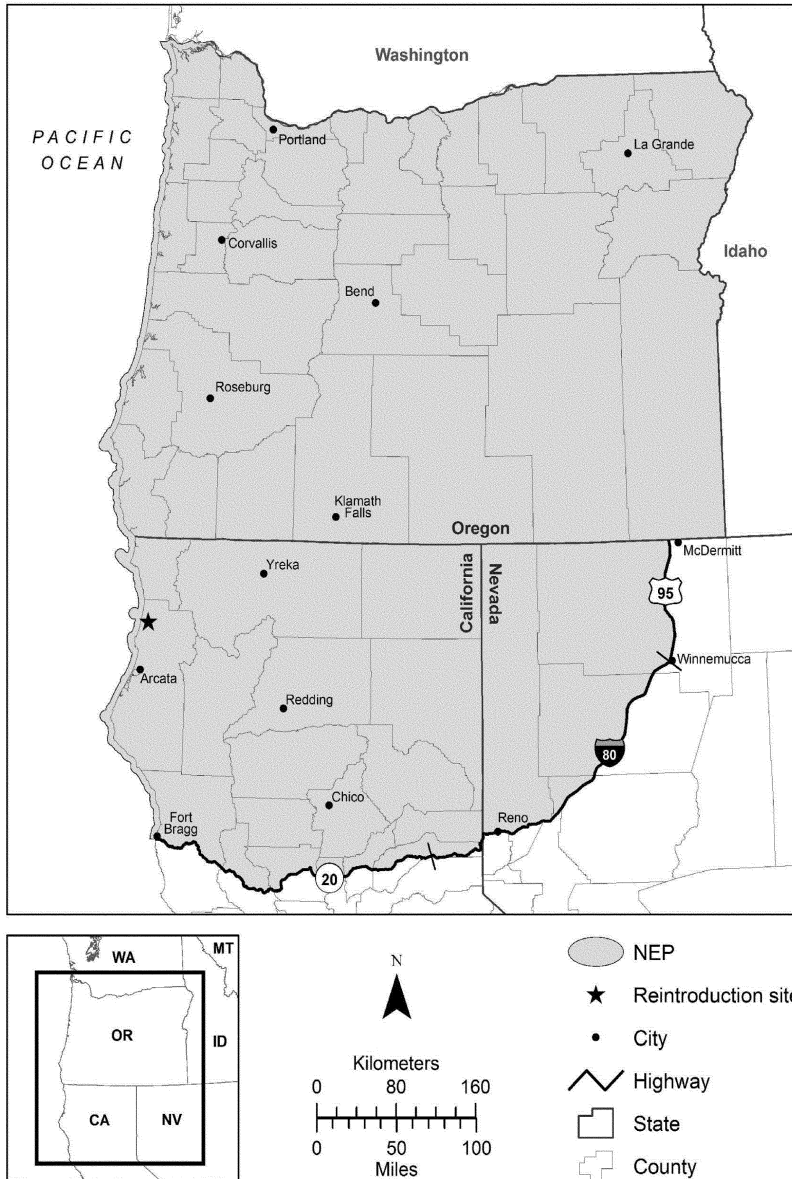 Washington
PACIFIC
OCEAN
Portland
La Grande
Corvallis
Idaho
Bend
Roseburg
Klamath
Falls
Oregon
McDermitt
Yreka
California
Nevada
95
Winnemucca
Arcata
Redding
80
Chico
Fort
Bragg
Reno
20
WA
MT
OR
ID
CA
NV
N
Kilometers
0 80 160
0 50 100
Miles
NEP
Reintroduction site
City
Highway
State
County